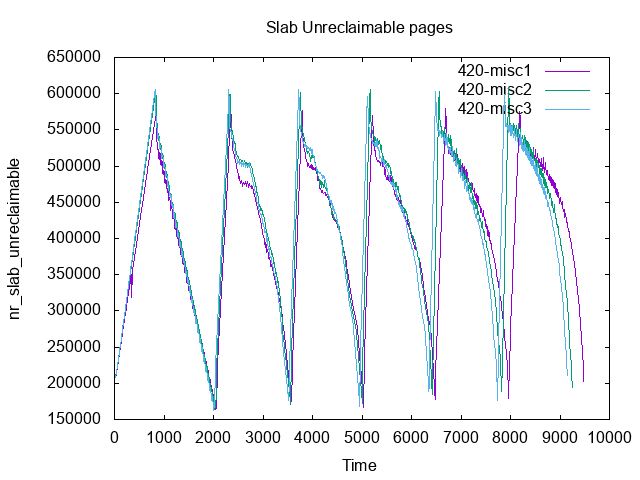 Slab Unreclaimable pages
650000
600000
550000
500000
450000
400000
350000
300000
250000
200000
150000
nr_slab_unreclaimable
420-misc1
420-misc2
420-misc3
0 1000 2000 3000 4000 5000 6000 7000 8000 9000 10000
Time